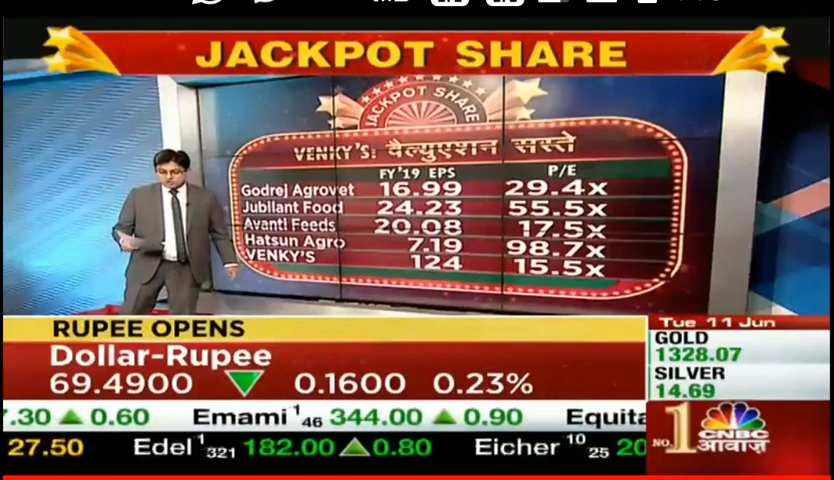 JACKPOT SHARE
JACKPOT SHARE
VENKY'S: वैल्युएशन सस्ते
FY'19 EPS P/E
Godrej Agrovet 16.99 29.4x
Jubilant Food 24.23 55.5x
Avanti Feeds 20.08 17.5x
Hatsun Agro 7.19 98.7x
VENKY'S 124 15.5x
RUPEE OPENS
Dollar-Rupee
69.4900 0.1600 0.23%
Tue 11 Jun
GOLD
1328.07
SILVER
14.69
.30 0.60 Emami 1 46 344.00 0.90 Equita
27.50 Edel 1 321 182.00 0.80 Eicher 10 25 20
NO.1 CNBC
आवाज़